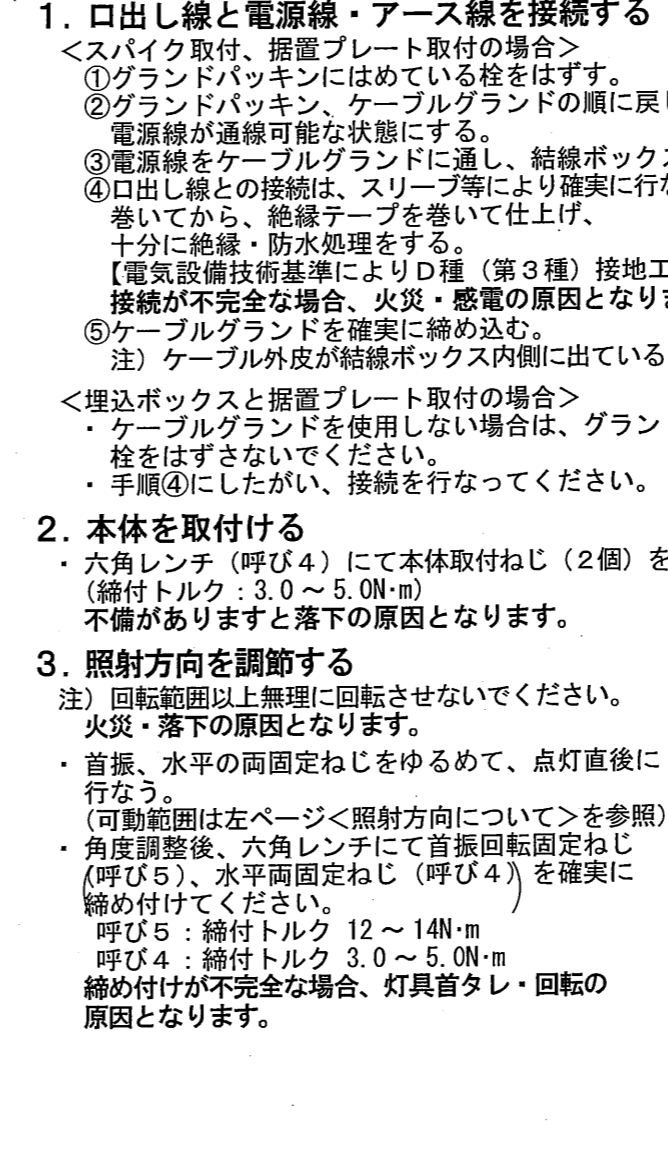 1. 口出し線と電源線・アース線を接続する
＜スパイク取付、据置プレート取付の場合＞
①グランドパッキンにはめている栓をはずす。
②グランドパッキン、ケーブルグランドの順に戻し
電源線が通線可能な状態にする。
③電源線をケーブルグランドに通し、結線ボックス
④口出し線との接続は、スリーブ等により確実に行な
巻いてから、絶縁テープを巻いて仕上げ、
十分に絶縁・防水処理をする。
【電気設備技術基準によりD種（第３種）接地工
接続が不完全な場合、火災・感電の原因となりま
⑤ケーブルグランドを確実に締め込む。
注）ケーブル外皮が結線ボックス内側に出ている
＜埋込ボックスと据置プレート取付の場合＞
・ケーブルグランドを使用しない場合は、グラン
栓をはずさないでください。
・手順④にしたがい、接続を行なってください。
2. 本体を取付ける
・六角レンチ（呼び４）にて本体取付ねじ（２個）を
(締付トルク：3.0～5.0N·m)
不備がありますと落下の原因となります。
3. 照射方向を調節する
注）回転範囲以上無理に回転させないでください。
火災・落下の原因となります。
・首振、水平の両固定ねじをゆるめて、点灯直後に
行なう。
(可動範囲は左ページ＜照射方向について＞を参照)
・角度調整後、六角レンチにて首振回転固定ねじ
(呼び５)、水平両固定ねじ（呼び４）を確実に
締め付けてください。
呼び５：締付トルク 12～14N·m
呼び４：締付トルク 3.0～5.0N·m
締め付けが不完全な場合、灯具首タレ・回転の
原因となります。